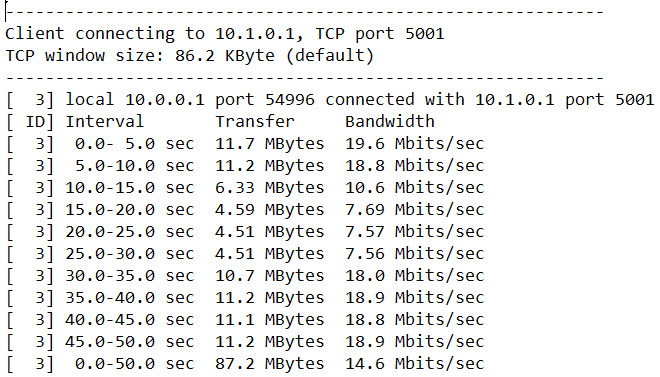 ------------------------------------------------------------
Client connecting to 10.1.0.1, TCP port 5001
TCP window size: 86.2 KByte (default)
------------------------------------------------------------
[  3] local 10.0.0.1 port 54996 connected with 10.1.0.1 port 5001
[ ID] Interval       Transfer     Bandwidth
[  3]  0.0- 5.0 sec  11.7 MBytes  19.6 Mbits/sec
[  3]  5.0-10.0 sec  11.2 MBytes  18.8 Mbits/sec
[  3] 10.0-15.0 sec  6.33 MBytes  10.6 Mbits/sec
[  3] 15.0-20.0 sec  4.59 MBytes  7.69 Mbits/sec
[  3] 20.0-25.0 sec  4.51 MBytes  7.57 Mbits/sec
[  3] 25.0-30.0 sec  4.51 MBytes  7.56 Mbits/sec
[  3] 30.0-35.0 sec  10.7 MBytes  18.0 Mbits/sec
[  3] 35.0-40.0 sec  11.2 MBytes  18.9 Mbits/sec
[  3] 40.0-45.0 sec  11.1 MBytes  18.8 Mbits/sec
[  3] 45.0-50.0 sec  11.2 MBytes  18.9 Mbits/sec
[  3]  0.0-50.0 sec  87.2 MBytes  14.6 Mbits/sec